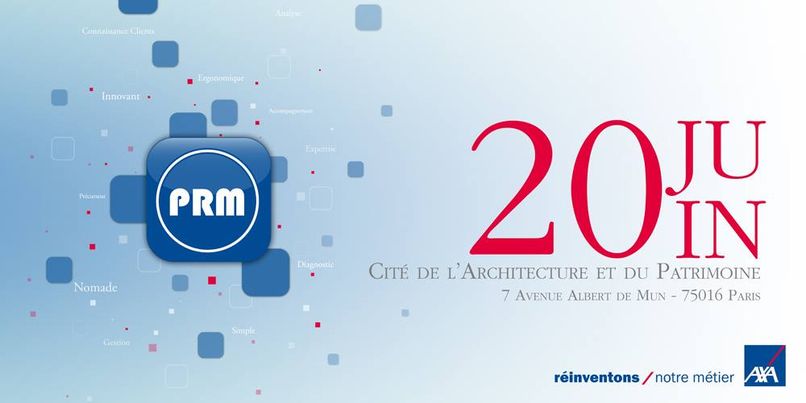 Analyse
Connaissance Clients
Ergonomique
Innovant
Accompagnement
Expertise
Précurseur
PRM
Diagnostic
Nomade
Simple
Gestion
20 JU
IN
CITÉ DE L'ARCHITECTURE ET DU PATRIMOINE
7 AVENUE ALBERT DE MUN - 75016 PARIS
réinventons / notre métier
AXA